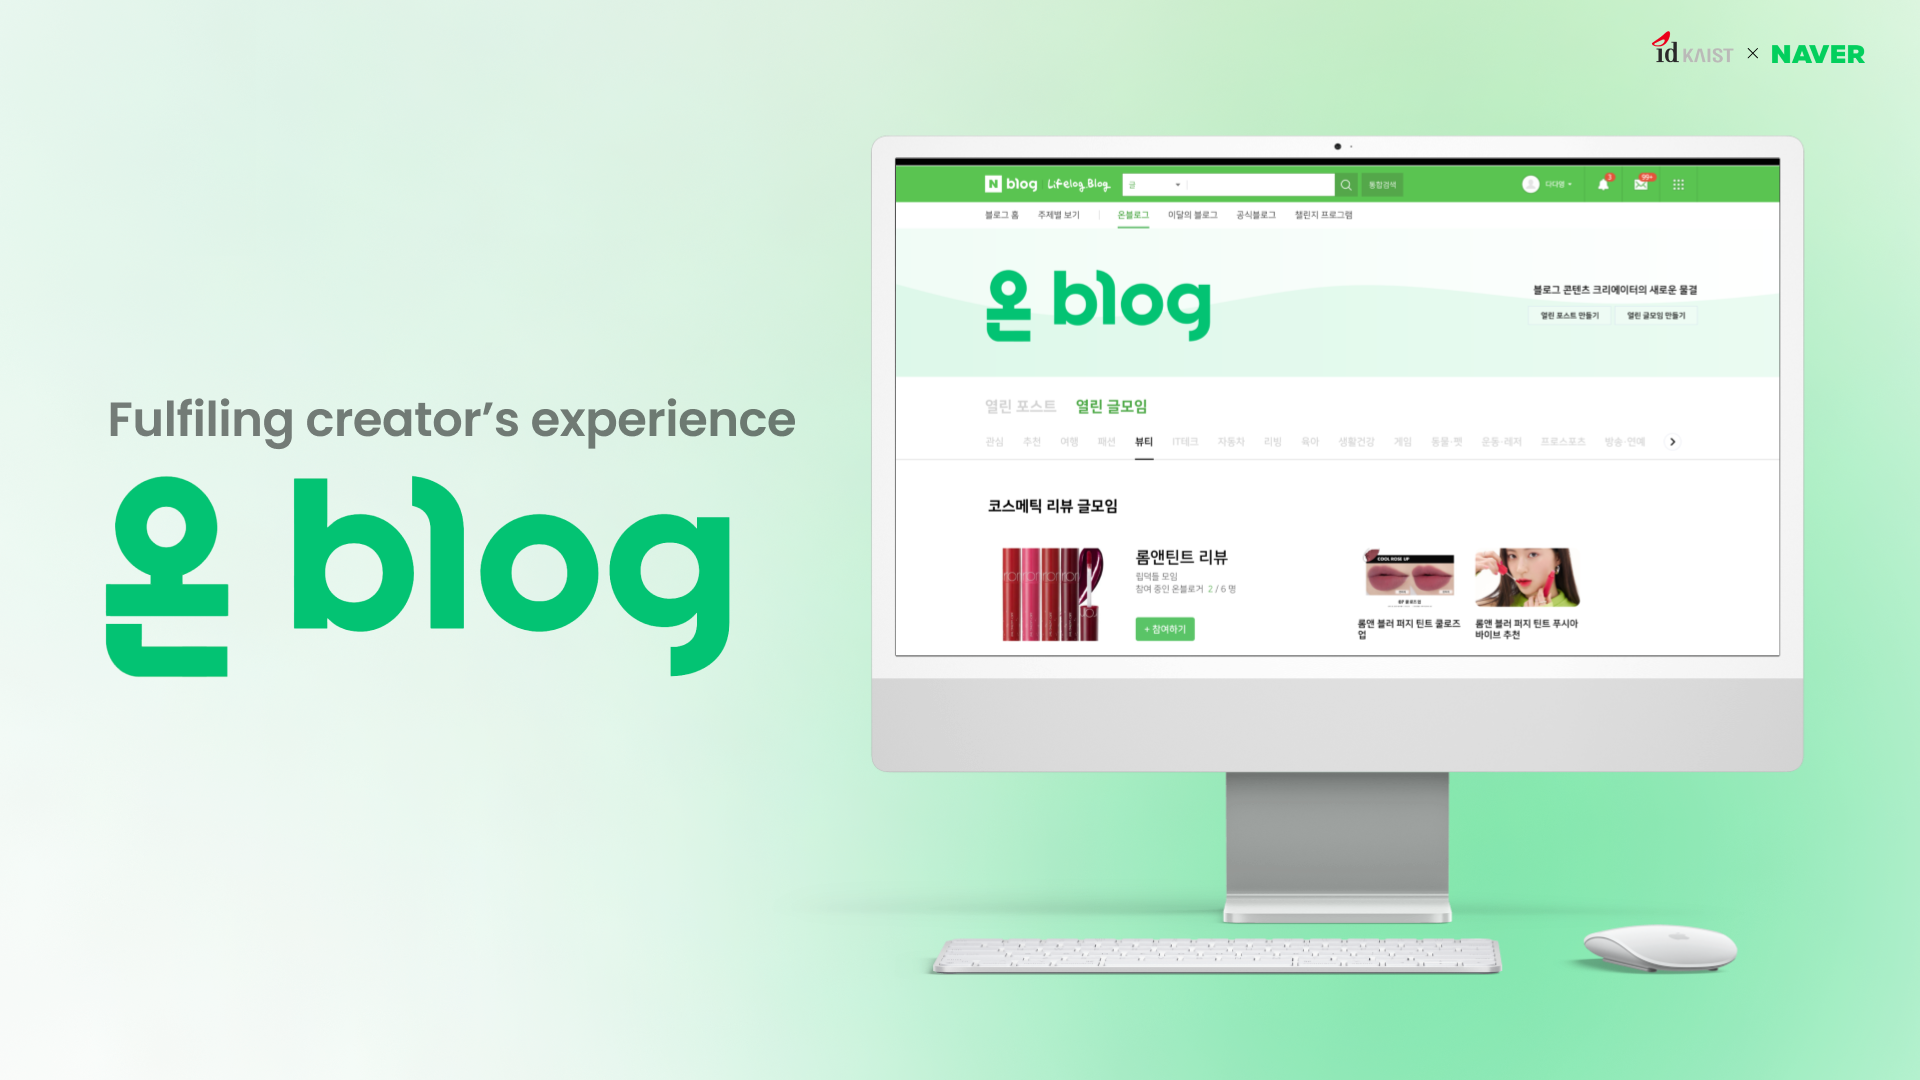 id KAIST × NAVER
Fulfiling creator’s experience
온 blog
N blog Lifelog Blog 글 통합검색 3 99+
블로그 홈 주제별 보기 온블로그 이달의 블로그 공식블로그 챌린지 프로그램
온 blog
블로그 콘텐츠 크리에이터의 새로운 물결
열린 포스트 만들기 열린 글모임 만들기
열린 포스트 열린 글모임
관심 추천 여행 패션 뷰티 IT테크 자동차 리빙 육아 생활건강 게임 동물·펫 운동·레저 프로스포츠 방송·연예
코스메틱 리뷰 글모임
롬앤틴트 리뷰
립덕들 모임
참여 중인 온블로거 2 / 6 명
+ 참여하기
COOL ROSE UP
롬앤 블러 퍼지 틴트 쿨로즈
업
롬앤 블러 퍼지 틴트 푸시아
바이브 추천